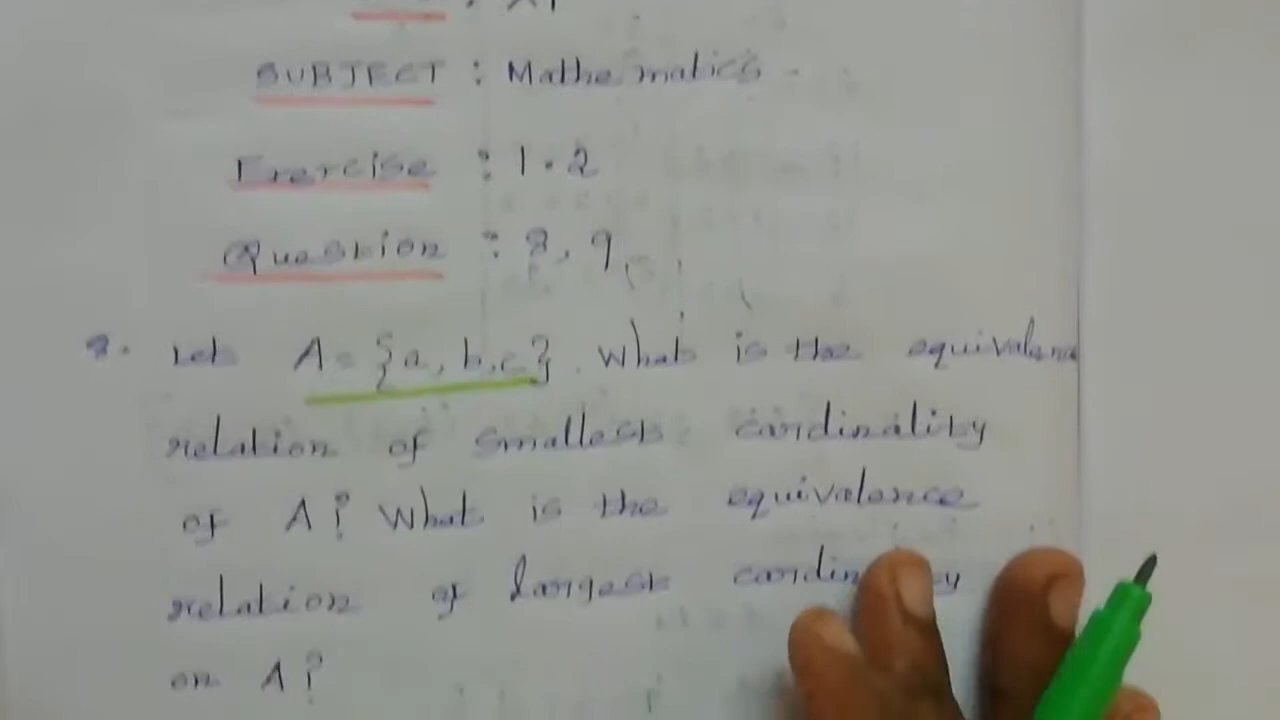 SUBJECT : Mathematics
Exercise : 1.2
Question : 8, 9
8. Let A = {a, b, c}. What is the equivalence
relation of smallest cardinality
of A? What is the equivalence
relation of largest
on A?